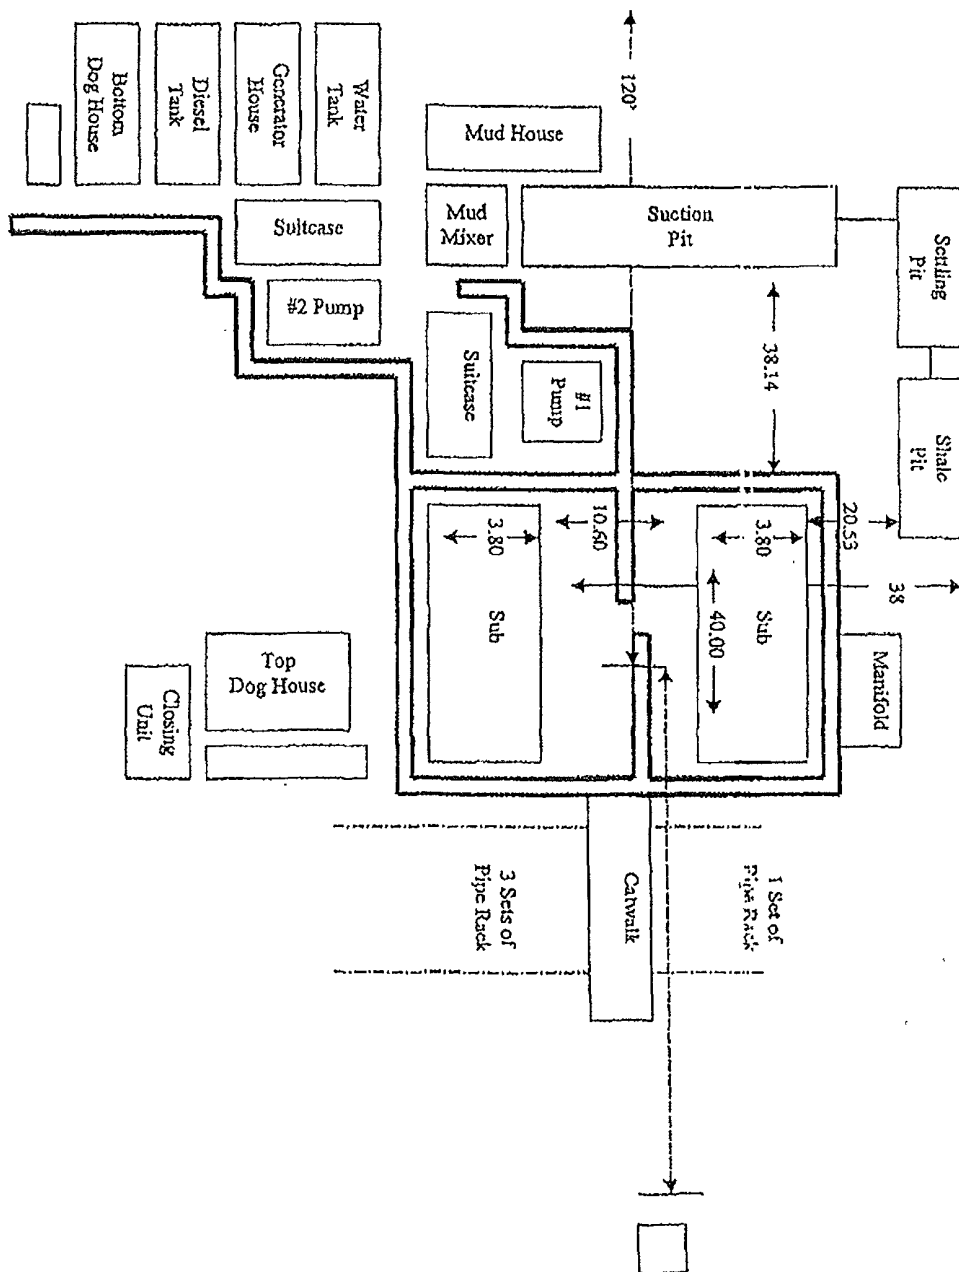 120'
Mud House
Water
Tank
Generator
House
Diesel
Tank
Bottom
Dog House
Suitcase
Mud
Mixer
Suction
Pit
Settling
Pit
#2 Pump
38.14
Suitcase
#1
Pump
Shale
Pit
3.80
10.60
3.80
20.53
38
40.00
Sub
Sub
Manifold
Top
Dog House
Closing
Unit
3 Sets of
Pipe Rack
Catwalk
1 Set of
Pipe Rack